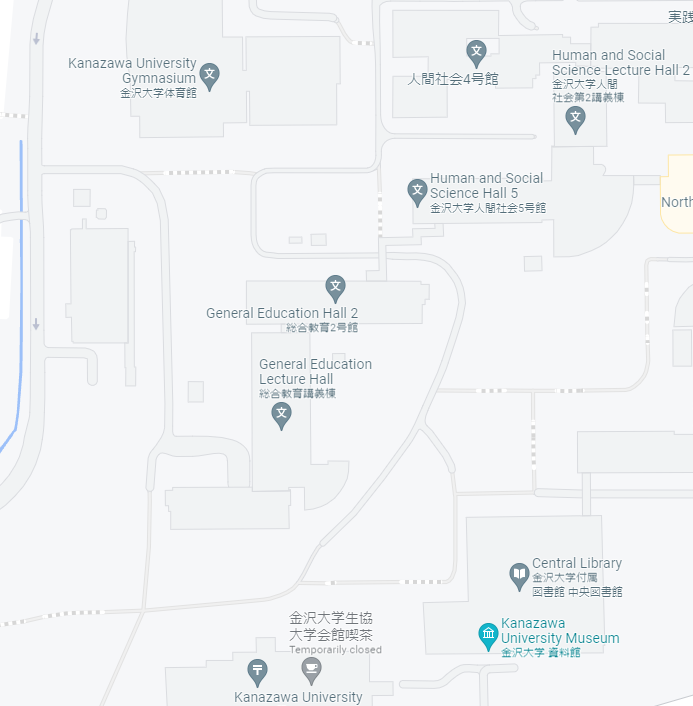 実践
Kanazawa University
Gymnasium
金沢大学体育館
文
文
人間社会4号館
Human and Social
Science Lecture Hall 2
金沢大学人間
社会第2講義棟
文
文
Human and Social
Science Hall 5
金沢大学人間社会5号館
North
文
General Education Hall 2
総合教育2号館
General Education
Lecture Hall
総合教育講義棟
文
Central Library
金沢大学付属
図書館 中央図書館
金沢大学生協
大学会館喫茶
Temporarily closed
Kanazawa
University Museum
金沢大学 資料館
〒
Kanazawa University